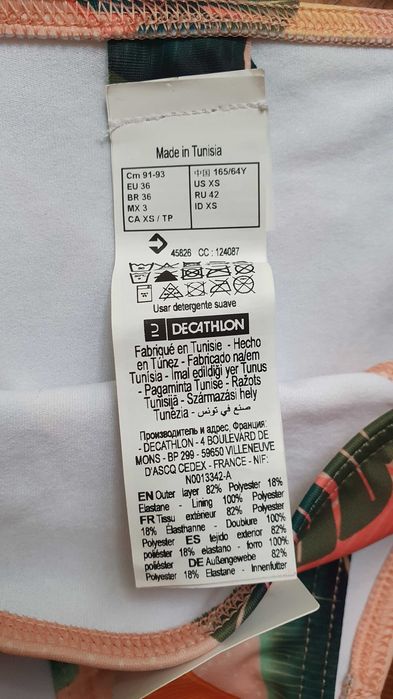 Made in Tunisia
Cm 91-93
EU 36
BR 36
MX 3
CA XS / TP
中国 165/64Y
US XS
RU 42
ID XS
45826 CC : 124087
Usar detergente suave
DECATHLON
Fabriqué en Tunisie - Hecho
en Túnez - Fabricado na/em
Tunísia - Imal edildiği yer Tunus
- Pagaminta Tunise - Ražots
Tunisijā - Származási hely
Tunézia - صنع في تونس -
Производитель и адрес, Франция:
- DECATHLON - 4 BOULEVARD DE
MONS - BP 299 - 59650 VILLENEUVE
D'ASCQ CEDEX - FRANCE - NIF:
N0013342-A
EN Outer layer 82% Polyester 18%
Elastane - Lining 100% Polyester
FR Tissu extérieur 82% Polyester
18% Élasthanne - Doublure 100%
Polyester ES tejido exterior 82%
poliéster 18% elastano - forro 100%
poliéster DE Außengewebe 82%
Polyester 18% Elastane - Innenfutter